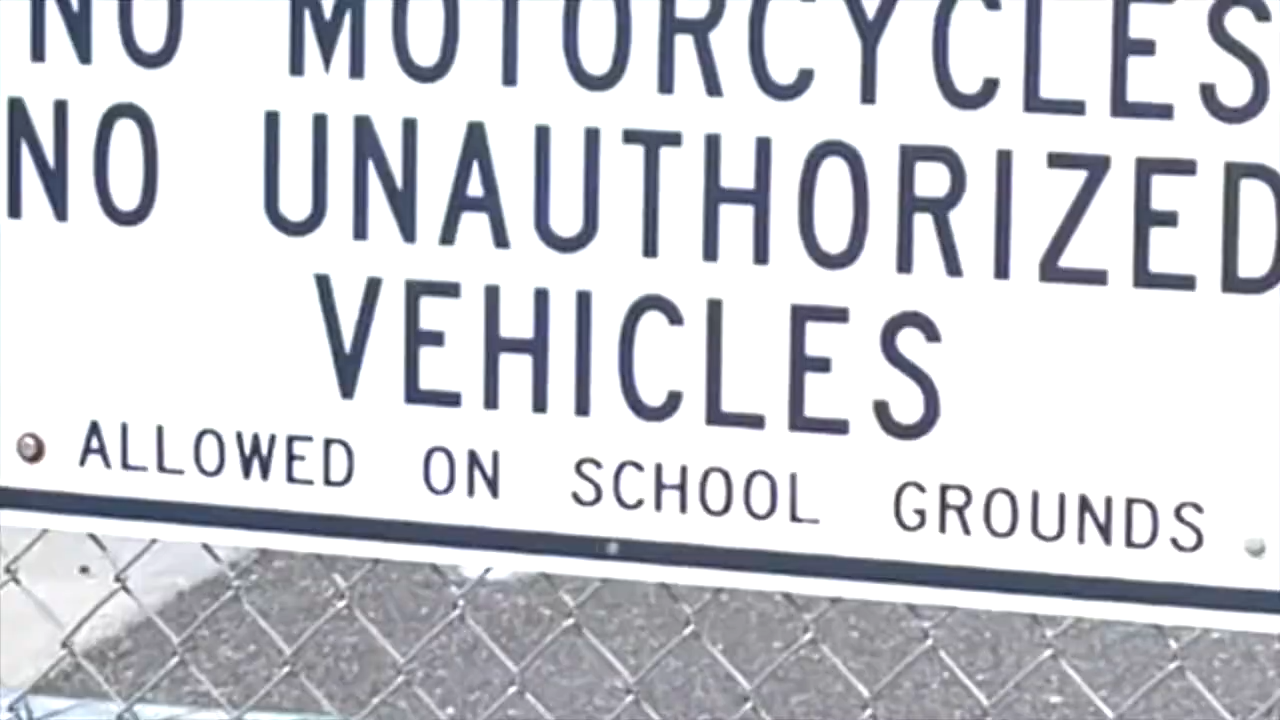 NO MOTORCYCLES
NO UNAUTHORIZED
VEHICLES
ALLOWED ON SCHOOL GROUNDS